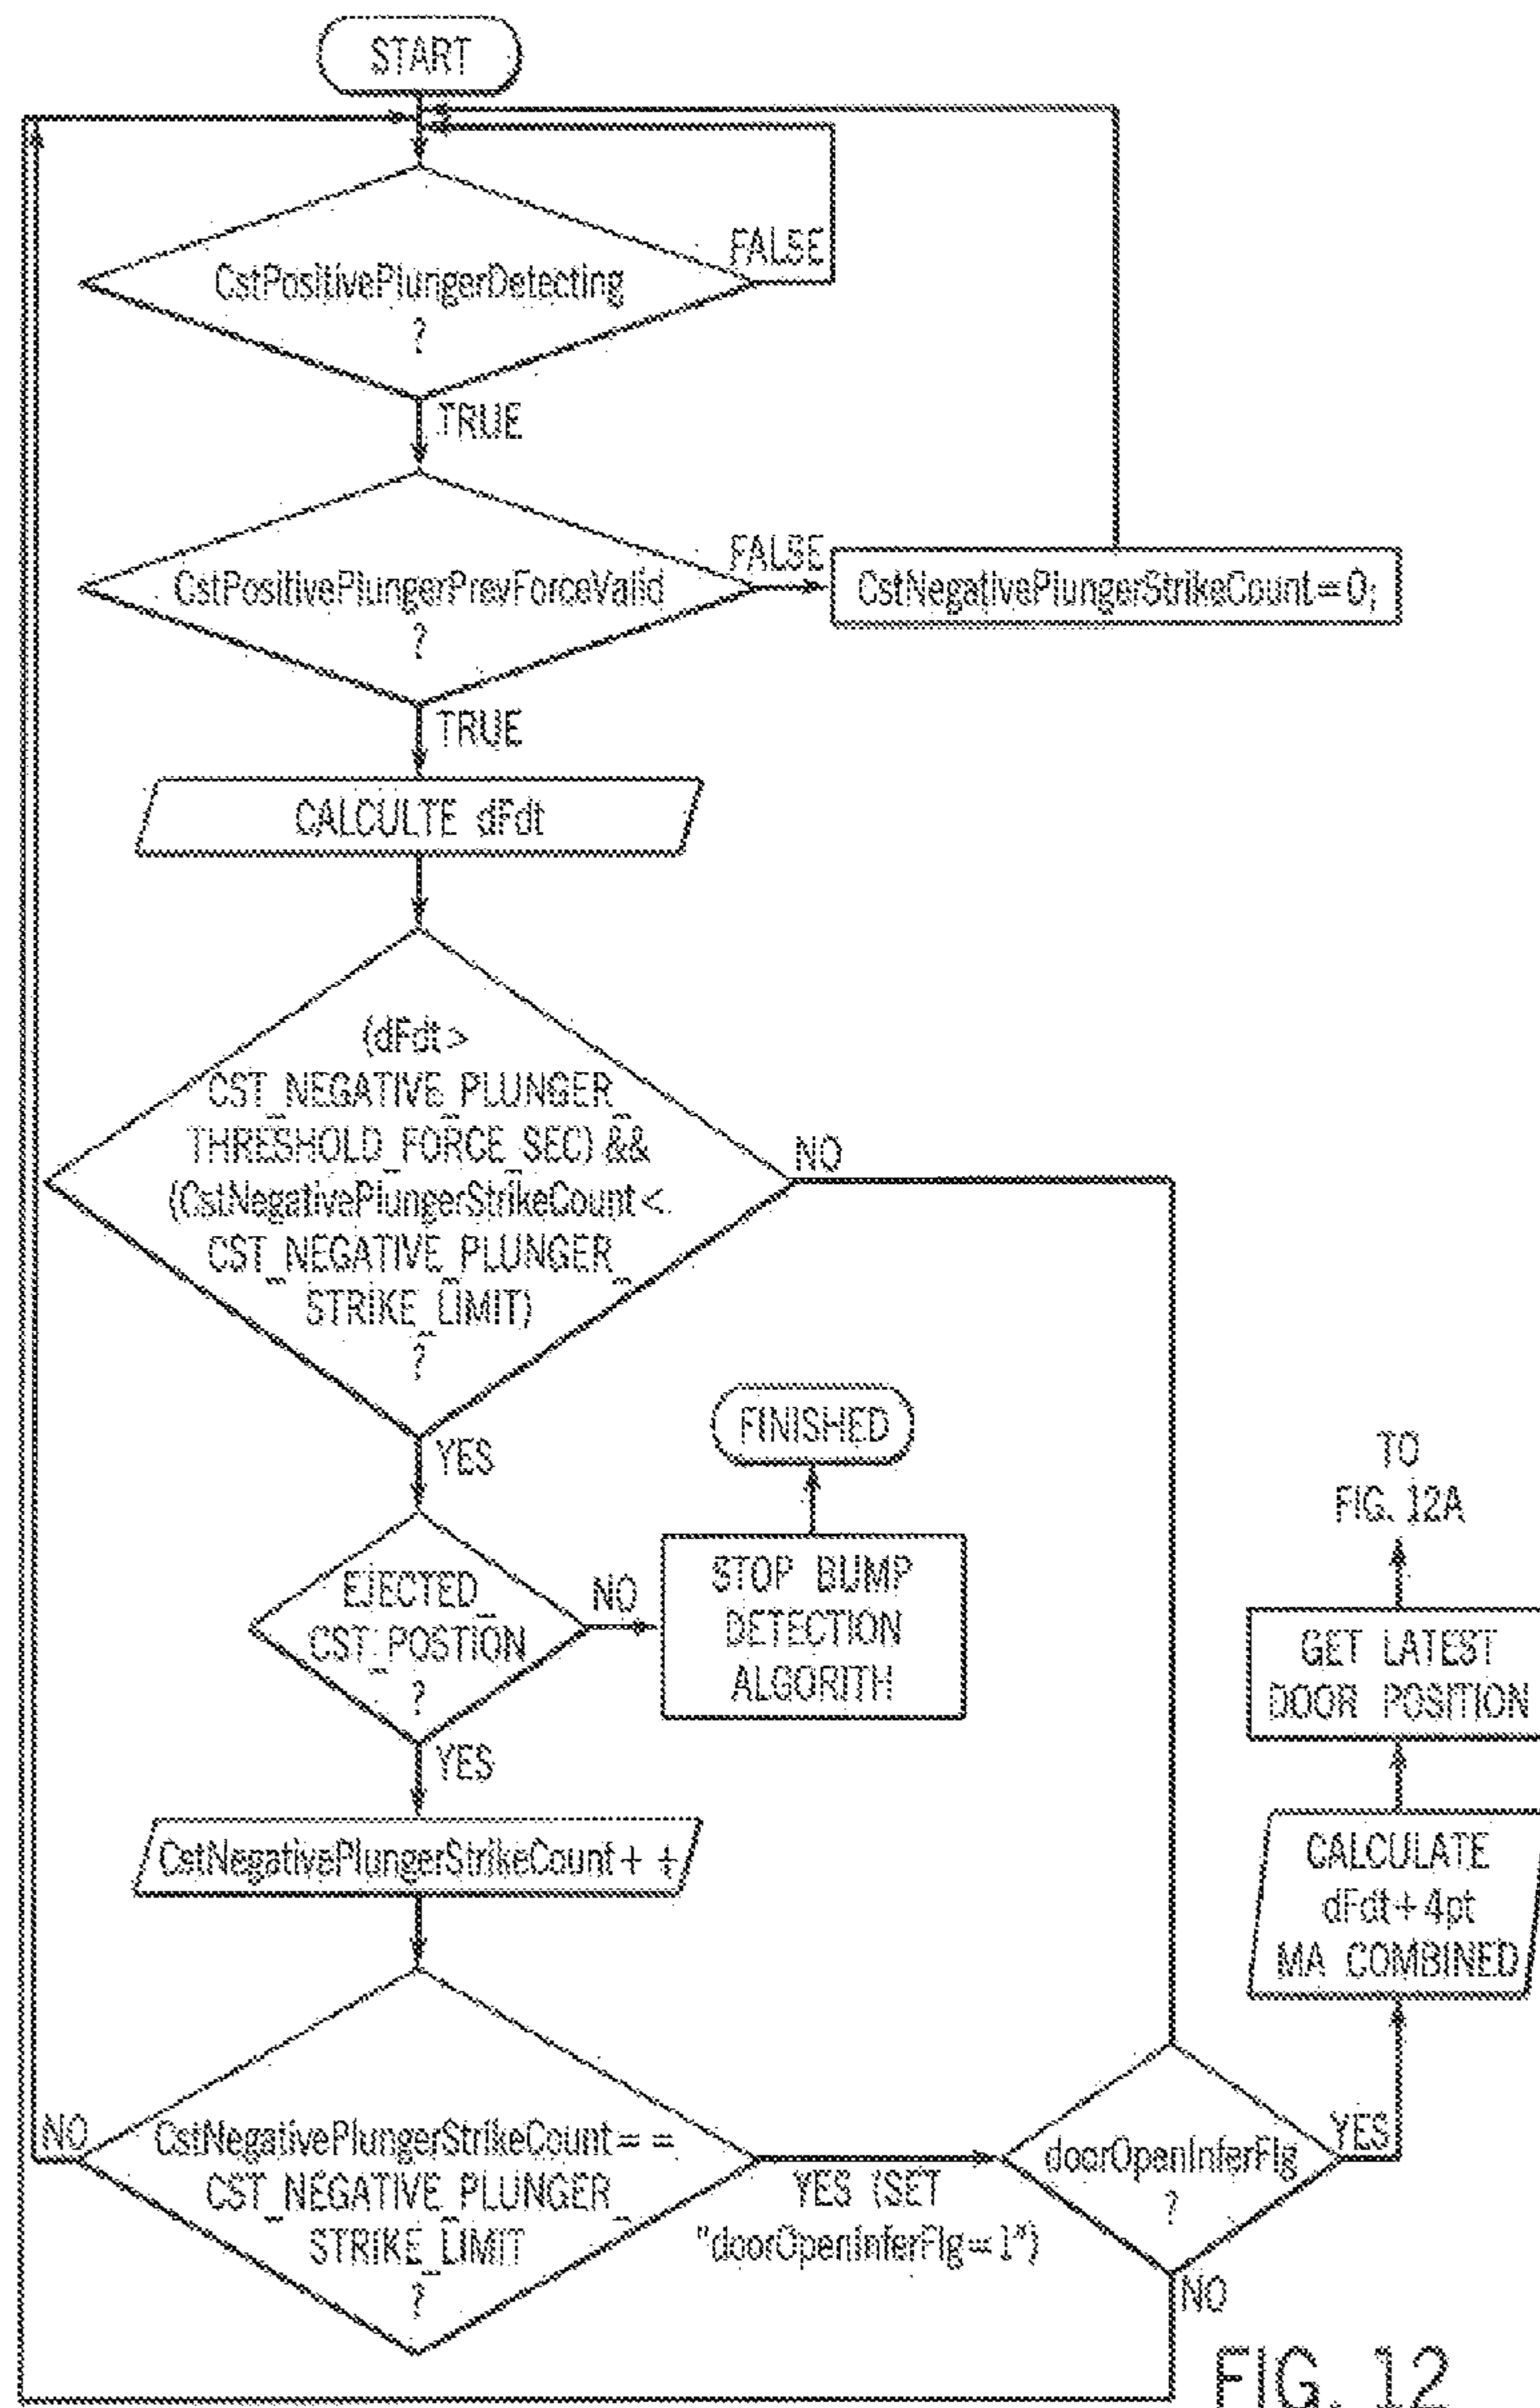 START
CstPositivePlungerDetecting
?
FALSE
TRUE
CstPositivePlungerPrevForceValid
?
FALSE
CstNegativePlungerStrikeCount=0;
TRUE
CALCULTE dFdt
(dFdt>
CST_NEGATIVE_PLUNGER_
THRESHOLD_FORCE_SEC) &&
(CstNegativePlungerStrikeCount<
CST_NEGATIVE_PLUNGER_
STRIKE_LIMIT)
?
NO
YES
FINISHED
STOP BUMP
DETECTION
ALGORITH
EJECTED_
CST_POSTION
?
NO
YES
TO
FIG. 12A
GET LATEST
DOOR POSITION
CALCULATE
dFdt+4pt
MA COMBINED
CstNegativePlungerStrikeCount++
CstNegativePlungerStrikeCount==
CST_NEGATIVE_PLUNGER_
STRIKE_LIMIT
?
NO
YES (SET
"doorOpenInferFlg=1")
doorOpenInferFlg
?
YES
NO
FIG. 12